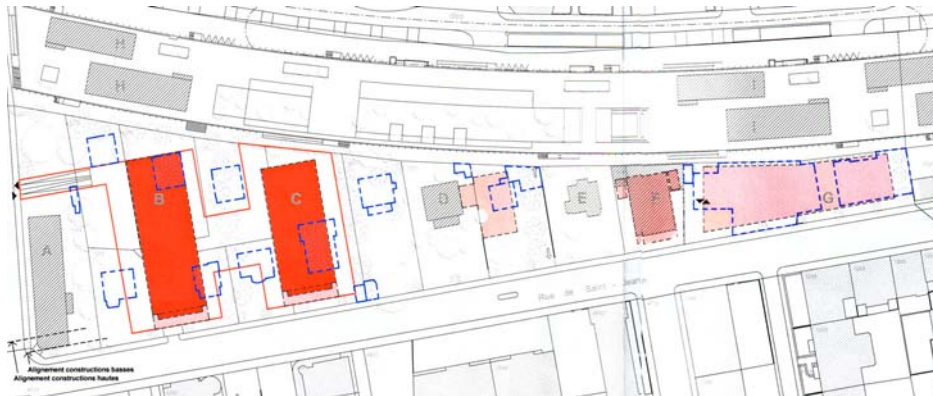 H
H
I
I
B
C
D
E
F
G
A
Rue de Saint - Jean
Alignement constructions basses
Alignement constructions hautes